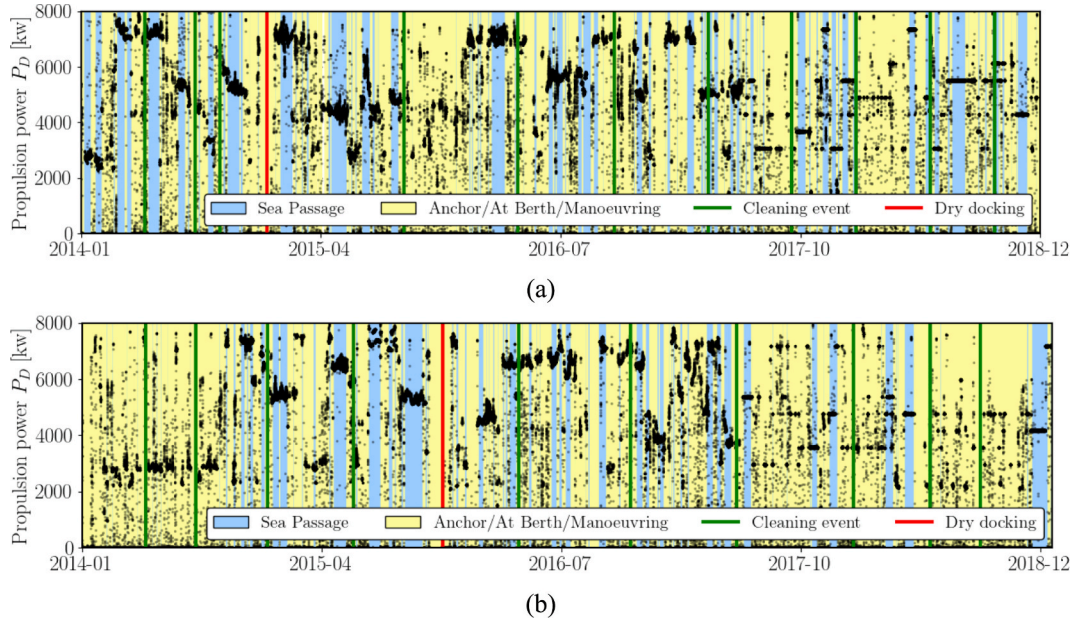 8000
6000
4000
2000
0
Propulsion power P_D [kw]
Sea Passage Anchor/At Berth/Manoeuvring Cleaning event Dry docking
2014-01 2015-04 2016-07 2017-10 2018-12
(a)
8000
6000
4000
2000
0
Propulsion power P_D [kw]
Sea Passage Anchor/At Berth/Manoeuvring Cleaning event Dry docking
2014-01 2015-04 2016-07 2017-10 2018-12
(b)